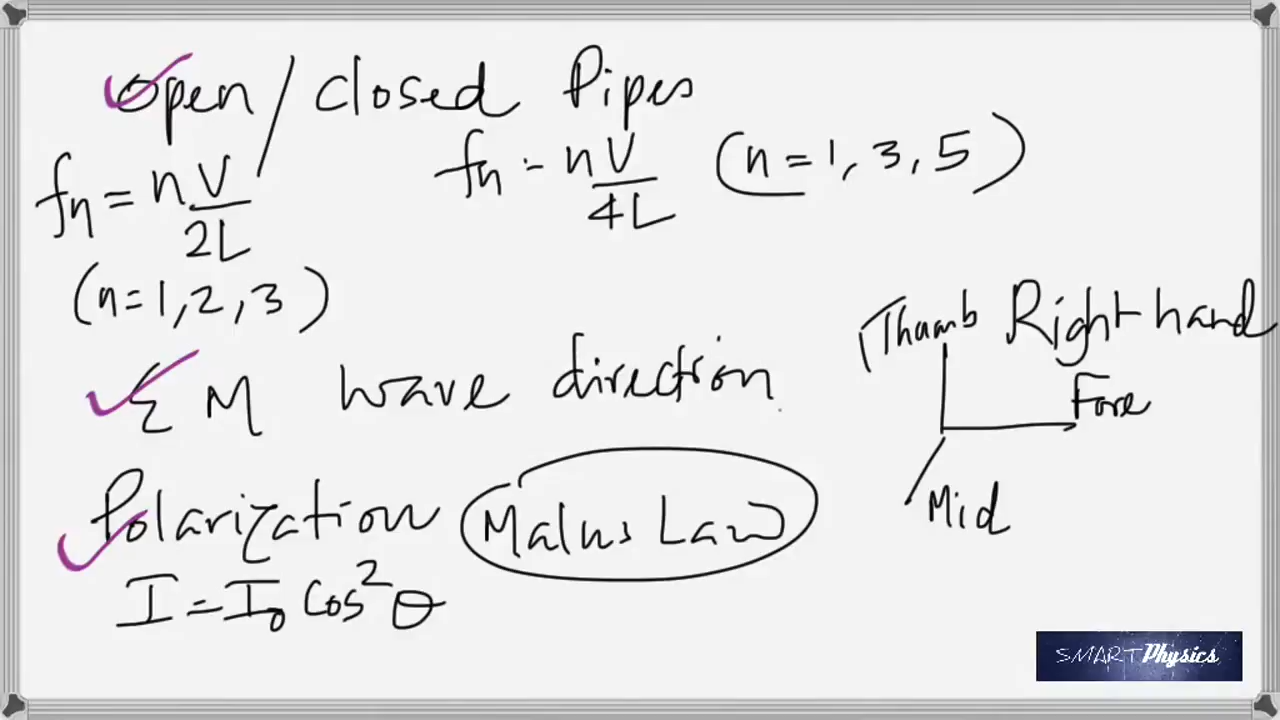 Open / closed Pipes
fn = nV/2L
fn = nV/4L (n = 1, 3, 5)
(n = 1, 2, 3)
Thumb Right hand
Fore
Mid
EM wave direction
Polarization Malus Law
I = I₀ Cos²θ
SMART Physics